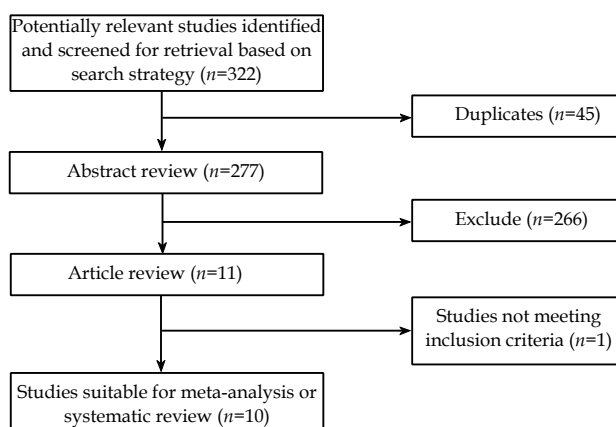 Potentially relevant studies identified
and screened for retrieval based on
search strategy (n=322)
Duplicates (n=45)
Abstract review (n=277)
Exclude (n=266)
Article review (n=11)
Studies not meeting
inclusion criteria (n=1)
Studies suitable for meta-analysis or
systematic review (n=10)